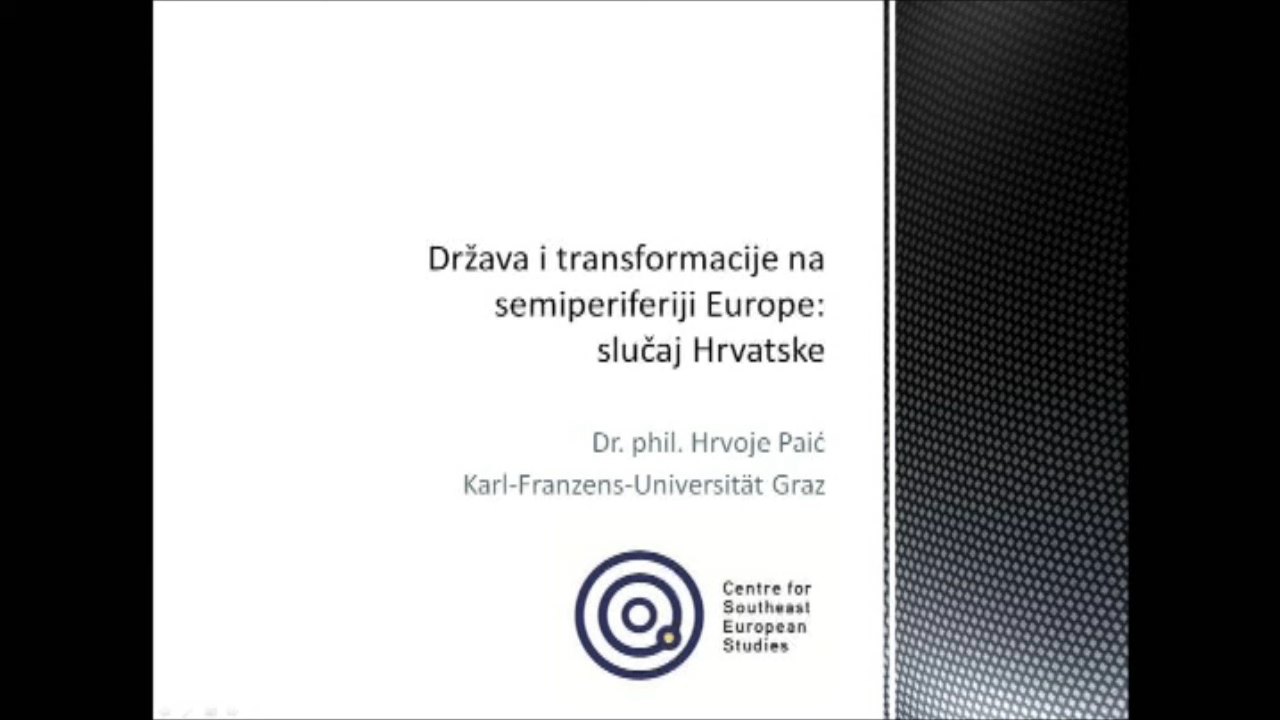 Država i transformacije na
semiperiferiji Europe:
slučaj Hrvatske
Dr. phil. Hrvoje Paić
Karl-Franzens-Universität Graz
Centre for
Southeast
European
Studies